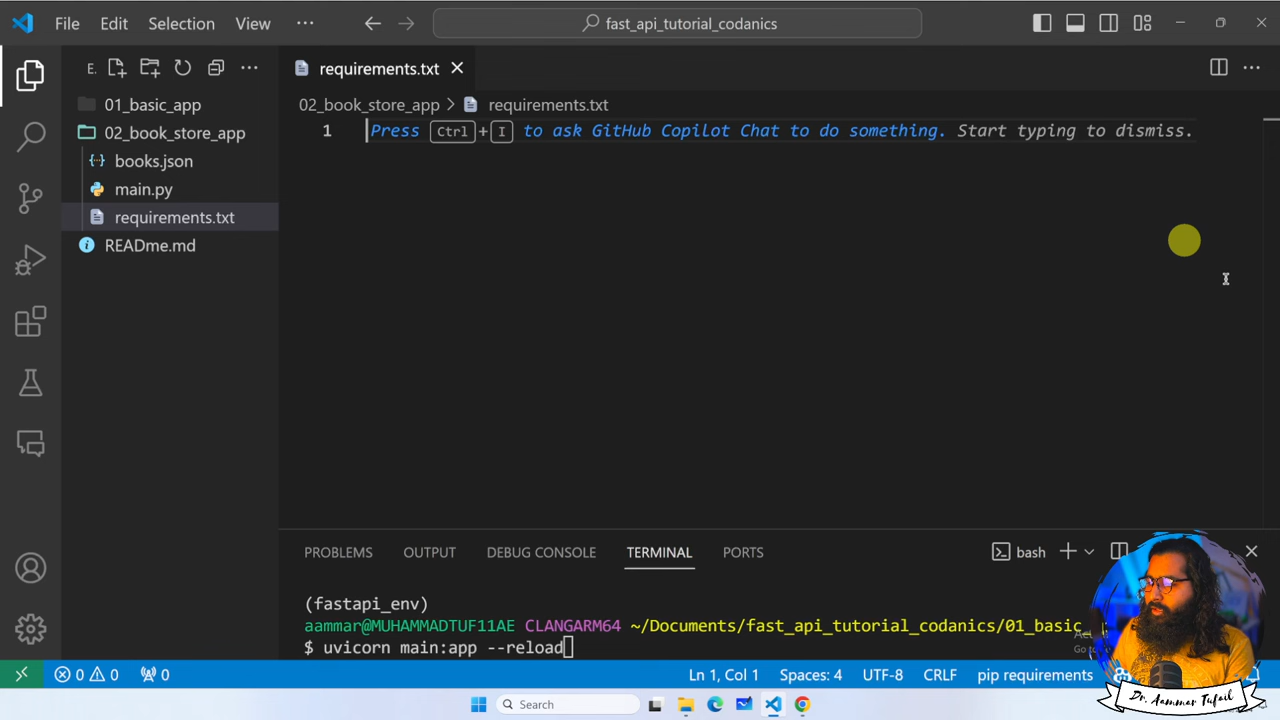 File Edit Selection View ··· fast_api_tutorial_codanics
E.
requirements.txt
01_basic_app
02_book_store_app
books.json
main.py
requirements.txt
READme.md
02_book_store_app > requirements.txt
1 Press Ctrl+I to ask GitHub Copilot Chat to do something. Start typing to dismiss.
PROBLEMS OUTPUT DEBUG CONSOLE TERMINAL PORTS
bash
(fastapi_env)
aammar@MUHAMMADTUF11AE CLANGARM64 ~/Documents/fast_api_tutorial_codanics/01_basic_
$ uvicorn main:app --reload
0 0 0 Ln 1, Col 1 Spaces: 4 UTF-8 CRLF pip requirements
Dr. Aammar Tufail
Search